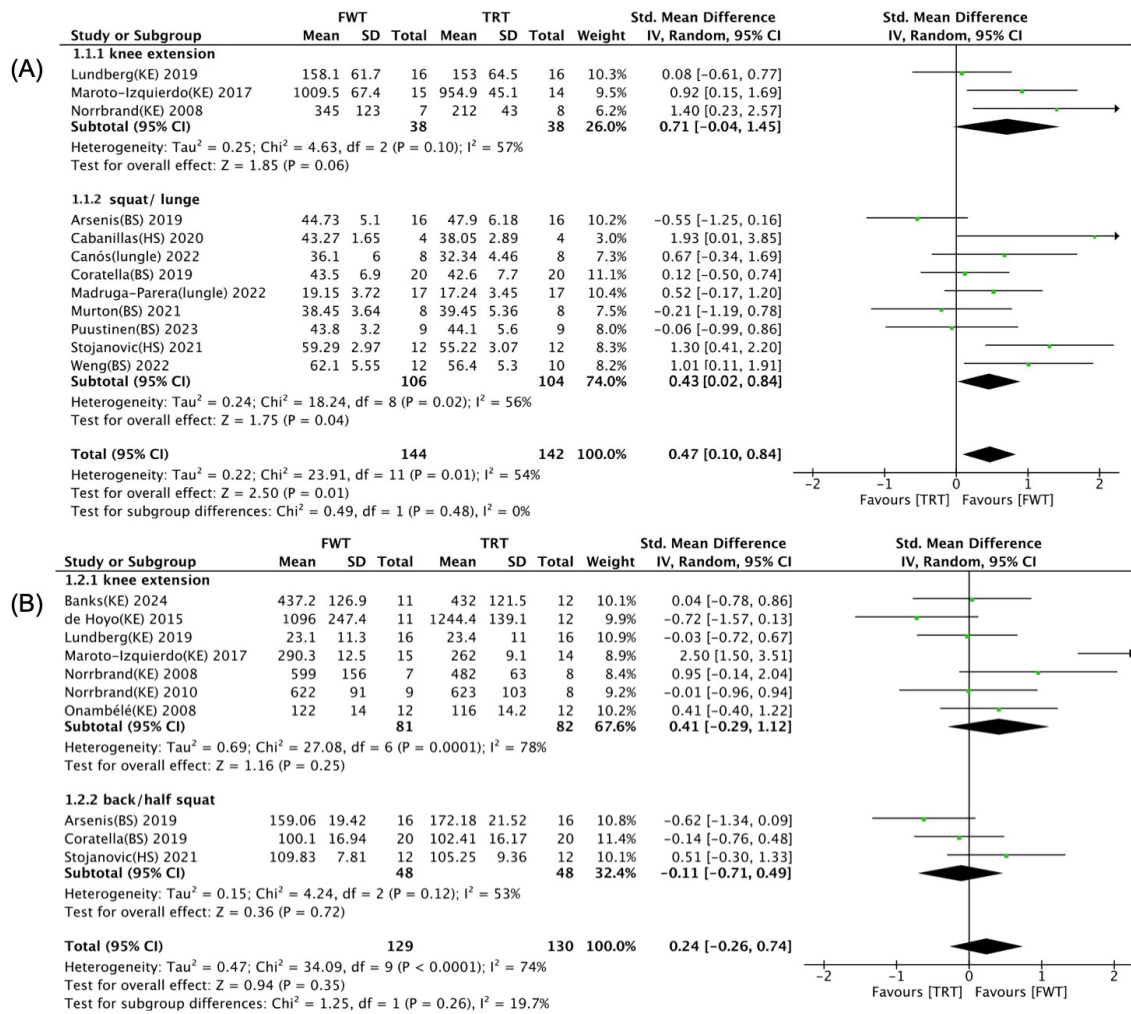 FWT TRT Std. Mean Difference Std. Mean Difference
Study or Subgroup Mean SD Total Mean SD Total Weight IV, Random, 95% CI IV, Random, 95% CI
(A)
1.1.1 knee extension
Lundberg(KE) 2019 158.1 61.7 16 153 64.5 16 10.3% 0.08 [-0.61, 0.77]
Maroto-Izquierdo(KE) 2017 1009.5 67.4 15 954.9 45.1 14 9.5% 0.92 [0.15, 1.69]
Norrbrand(KE) 2008 345 123 7 212 43 8 6.2% 1.40 [0.23, 2.57]
Subtotal (95% CI) 38 38 26.0% 0.71 [-0.04, 1.45]
Heterogeneity: Tau² = 0.25; Chi² = 4.63, df = 2 (P = 0.10); I² = 57%
Test for overall effect: Z = 1.85 (P = 0.06)
1.1.2 squat/ lunge
Arsenis(BS) 2019 44.73 5.1 16 47.9 6.18 16 10.2% -0.55 [-1.25, 0.16]
Cabanillas(HS) 2020 43.27 1.65 4 38.05 2.89 4 3.0% 1.93 [0.01, 3.85]
Canós(lungle) 2022 36.1 6 8 32.34 4.46 8 7.3% 0.67 [-0.34, 1.69]
Coratella(BS) 2019 43.5 6.9 20 42.6 7.7 20 11.1% 0.12 [-0.50, 0.74]
Madruga-Parera(lungle) 2022 19.15 3.72 17 17.24 3.45 17 10.4% 0.52 [-0.17, 1.20]
Murton(BS) 2021 38.45 3.64 8 39.45 5.36 8 7.5% -0.21 [-1.19, 0.78]
Puustinen(BS) 2023 43.8 3.2 9 44.1 5.6 9 8.0% -0.06 [-0.99, 0.86]
Stojanovic(HS) 2021 59.29 2.97 12 55.22 3.07 12 8.3% 1.30 [0.41, 2.20]
Weng(BS) 2022 62.1 5.55 12 56.4 5.3 10 8.2% 1.01 [0.11, 1.91]
Subtotal (95% CI) 106 104 74.0% 0.43 [0.02, 0.84]
Heterogeneity: Tau² = 0.24; Chi² = 18.24, df = 8 (P = 0.02); I² = 56%
Test for overall effect: Z = 1.75 (P = 0.04)
Total (95% CI) 144 142 100.0% 0.47 [0.10, 0.84]
Heterogeneity: Tau² = 0.22; Chi² = 23.91, df = 11 (P = 0.01); I² = 54%
Test for overall effect: Z = 2.50 (P = 0.01)
Test for subgroup differences: Chi² = 0.49, df = 1 (P = 0.48), I² = 0%
-2 -1 0 1 2
Favours [TRT] Favours [FWT]
FWT TRT Std. Mean Difference Std. Mean Difference
Study or Subgroup Mean SD Total Mean SD Total Weight IV, Random, 95% CI IV, Random, 95% CI
(B)
1.2.1 knee extension
Banks(KE) 2024 437.2 126.9 11 432 121.5 12 10.1% 0.04 [-0.78, 0.86]
de Hoyo(KE) 2015 1096 247.4 11 1244.4 139.1 12 9.9% -0.72 [-1.57, 0.13]
Lundberg(KE) 2019 23.1 11.3 16 23.4 11 16 10.9% -0.03 [-0.72, 0.67]
Maroto-Izquierdo(KE) 2017 290.3 12.5 15 262 9.1 14 8.9% 2.50 [1.50, 3.51]
Norrbrand(KE) 2008 599 156 7 482 63 8 8.4% 0.95 [-0.14, 2.04]
Norrbrand(KE) 2010 622 91 9 623 103 8 9.2% -0.01 [-0.96, 0.94]
Onambélé(KE) 2008 122 14 12 116 14.2 12 10.2% 0.41 [-0.40, 1.22]
Subtotal (95% CI) 81 82 67.6% 0.41 [-0.29, 1.12]
Heterogeneity: Tau² = 0.69; Chi² = 27.08, df = 6 (P = 0.0001); I² = 78%
Test for overall effect: Z = 1.16 (P = 0.25)
1.2.2 back/half squat
Arsenis(BS) 2019 159.06 19.42 16 172.18 21.52 16 10.8% -0.62 [-1.34, 0.09]
Coratella(BS) 2019 100.1 16.94 20 102.41 16.17 20 11.4% -0.14 [-0.76, 0.48]
Stojanovic(HS) 2021 109.83 7.81 12 105.25 9.36 12 10.1% 0.51 [-0.30, 1.33]
Subtotal (95% CI) 48 48 32.4% -0.11 [-0.71, 0.49]
Heterogeneity: Tau² = 0.15; Chi² = 4.24, df = 2 (P = 0.12); I² = 53%
Test for overall effect: Z = 0.36 (P = 0.72)
Total (95% CI) 129 130 100.0% 0.24 [-0.26, 0.74]
Heterogeneity: Tau² = 0.47; Chi² = 34.09, df = 9 (P < 0.0001); I² = 74%
Test for overall effect: Z = 0.94 (P = 0.35)
Test for subgroup differences: Chi² = 1.25, df = 1 (P = 0.26), I² = 19.7%
-2 -1 0 1 2
Favours [TRT] Favours [FWT]